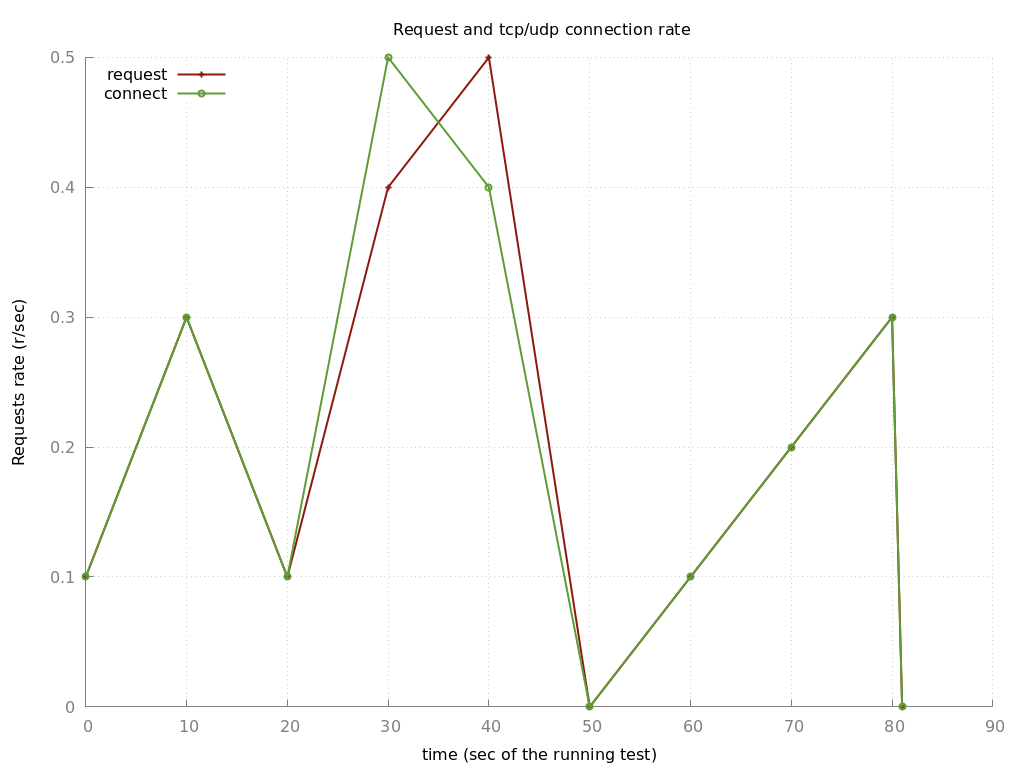 Request and tcp/udp connection rate
0.5
request
connect
0.4
0.3
Requests rate (r/sec)
0.2
0.1
0
0 10 20 30 40 50 60 70 80 90
time (sec of the running test)